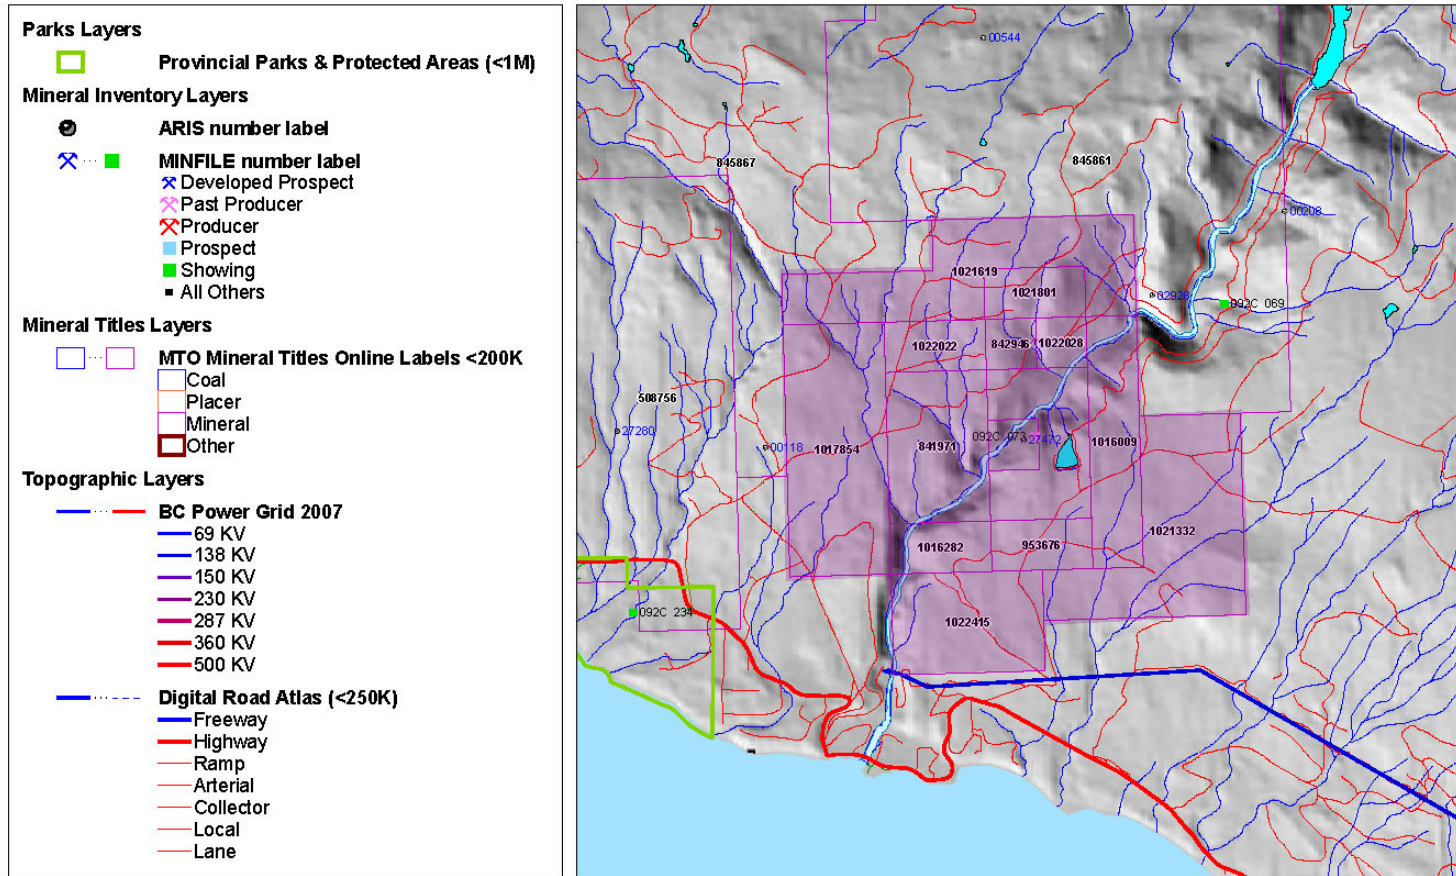 Parks Layers
Provincial Parks & Protected Areas (<1M)
Mineral Inventory Layers
ARIS number label
MINFILE number label
Developed Prospect
Past Producer
Producer
Prospect
Showing
All Others
Mineral Titles Layers
MTO Mineral Titles Online Labels <200K
Coal
Placer
Mineral
Other
Topographic Layers
BC Power Grid 2007
69 KV
138 KV
150 KV
230 KV
287 KV
360 KV
500 KV
Digital Road Atlas (<250K)
Freeway
Highway
Ramp
Arterial
Collector
Local
Lane
00544
845867
845861
00208
1021619
1021801
02928
092C 069
1022022
842946
1022028
508756
27280
00118
1017854
841971
092C 073
27472
1016009
1021332
1016282
953676
092C 234
1022415